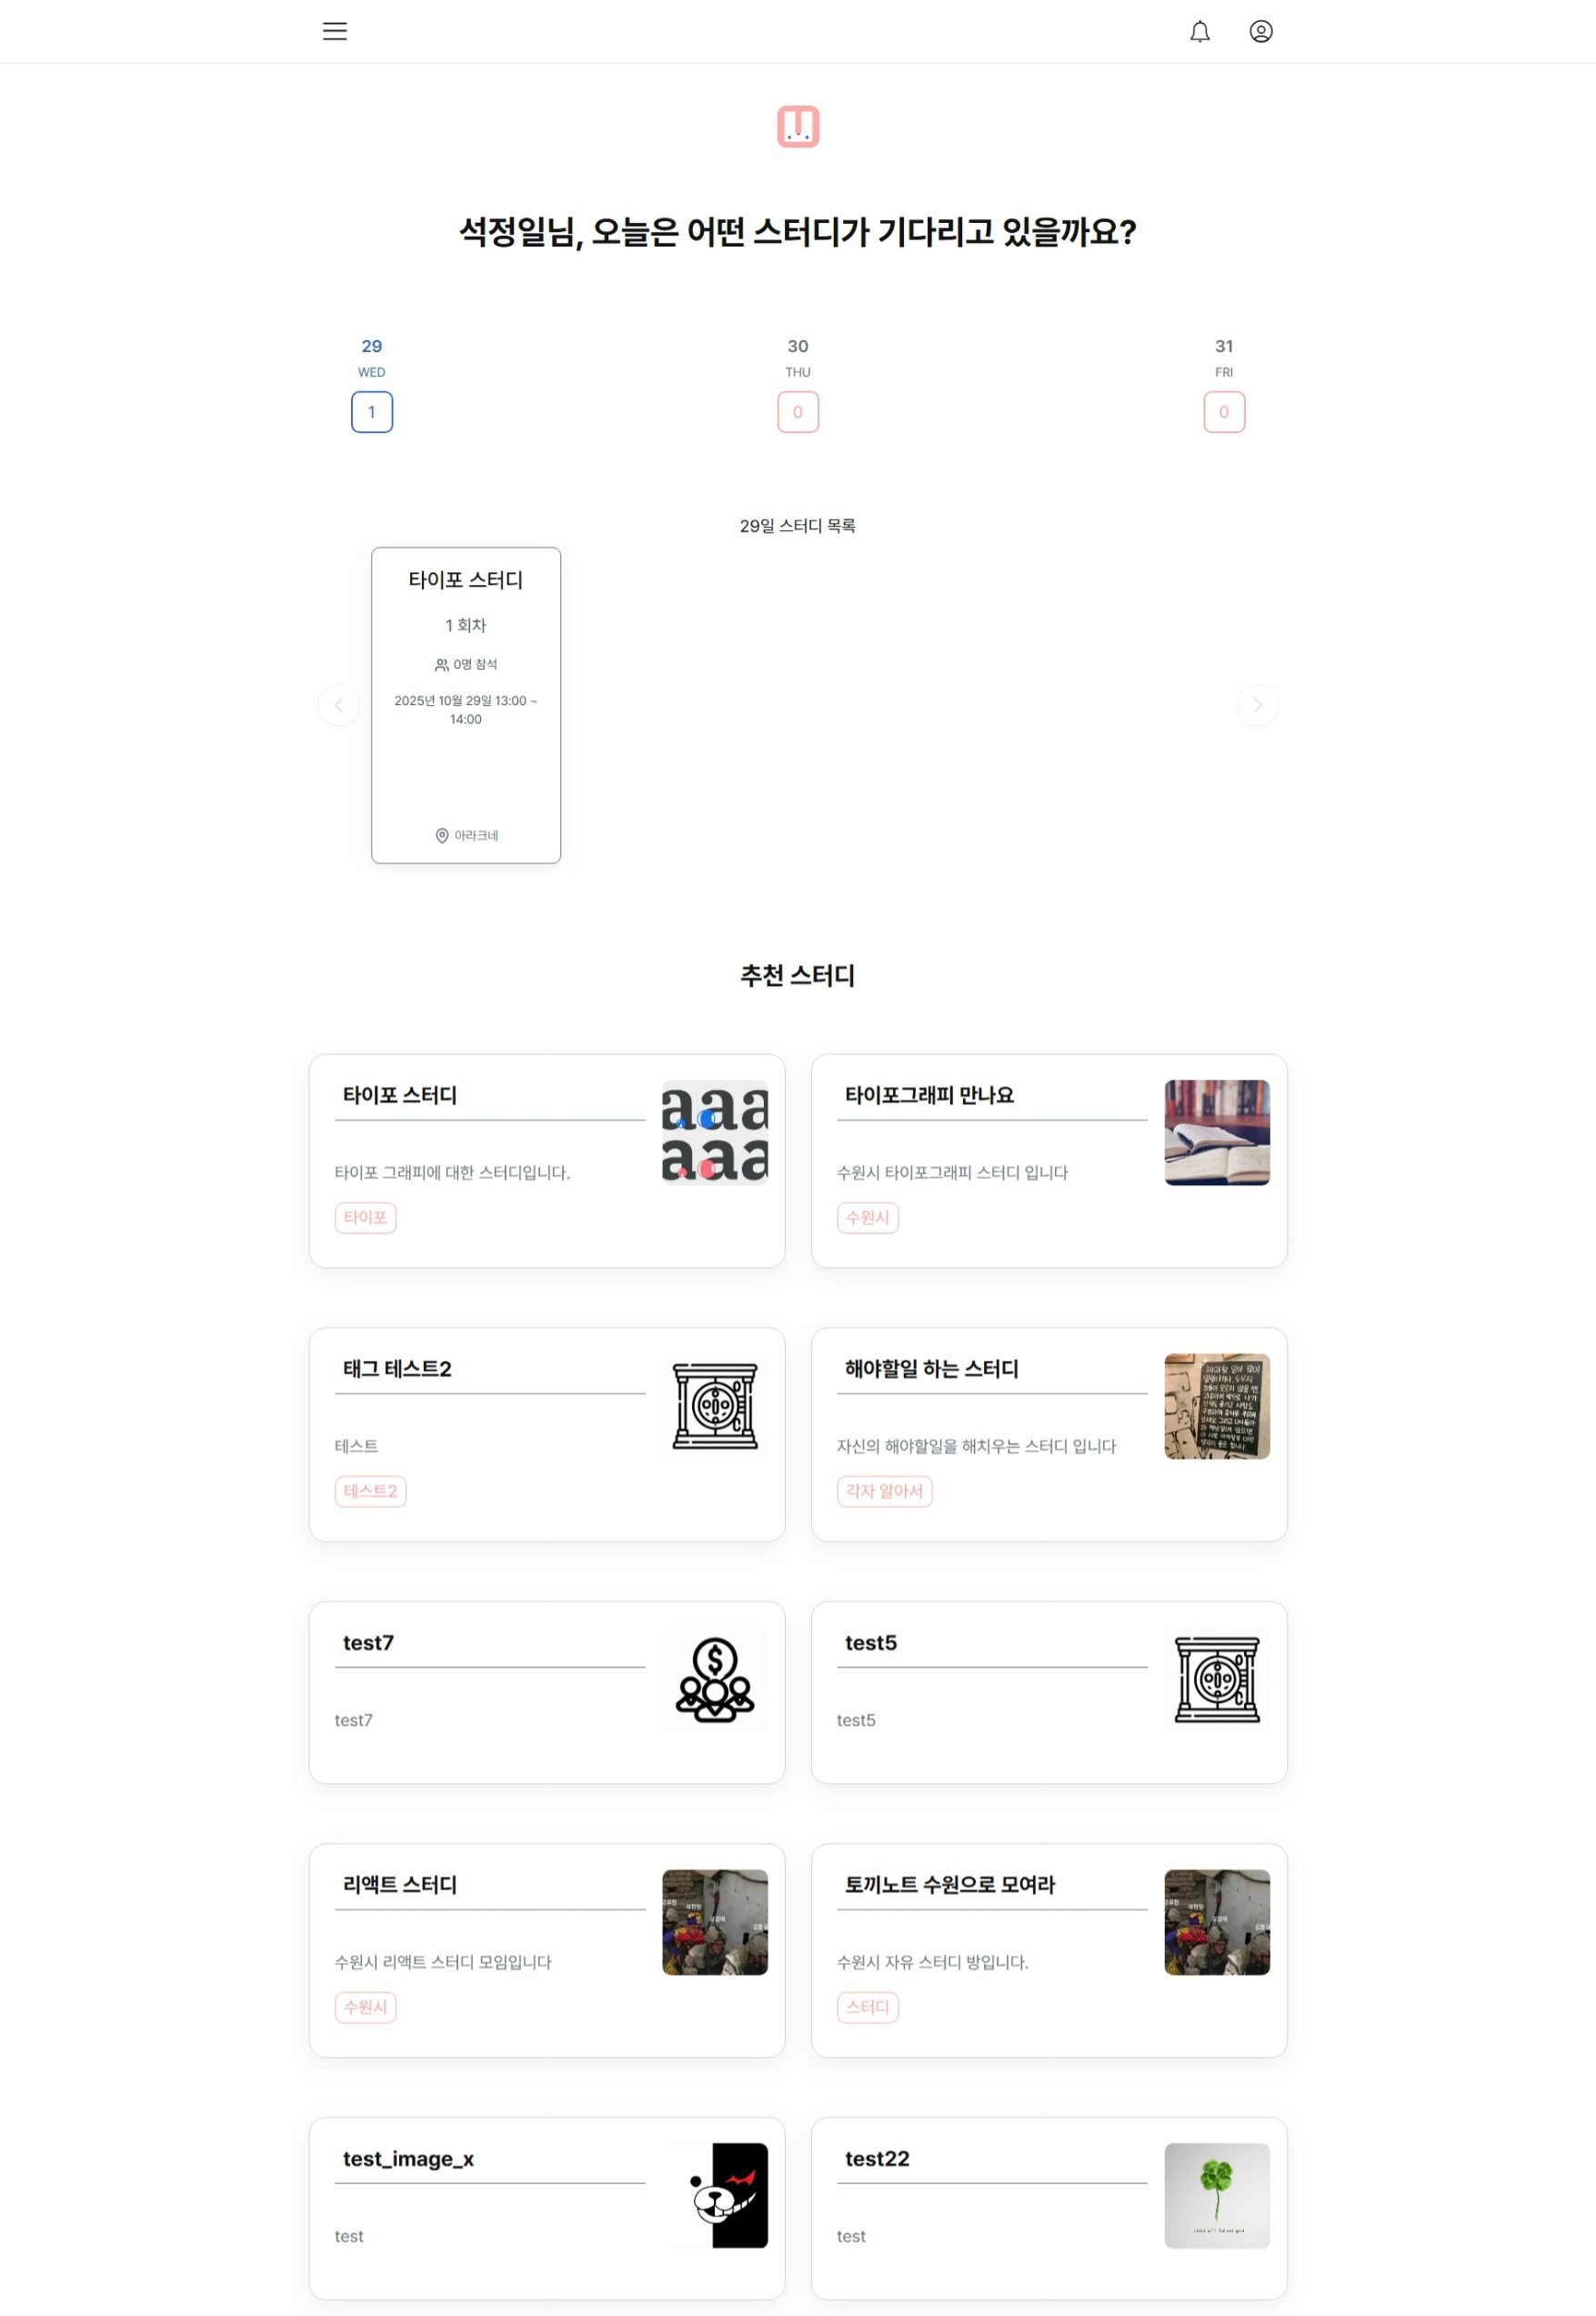 석정일님, 오늘은 어떤 스터디가 기다리고 있을까요?
29
WED
1
30
THU
0
31
FRI
0
29일 스터디 목록
타이포 스터디
1 회차
0명 참석
2025년 10월 29일 13:00 ~
14:00
아라크네
추천 스터디
타이포 스터디
타이포 그래피에 대한 스터디입니다.
타이포
aaa
aaa
타이포그래피 만나요
수원시 타이포그래피 스터디 입니다
수원시
태그 테스트2
테스트
테스트2
해야할일 하는 스터디
자신의 해야할일을 해치우는 스터디 입니다
각자 알아서
test7
test7
$
test5
test5
리액트 스터디
수원시 리액트 스터디 모임입니다
수원시
토끼노트 수원으로 모여라
수원시 자유 스터디 방입니다.
스터디
test_image_x
test
test22
test